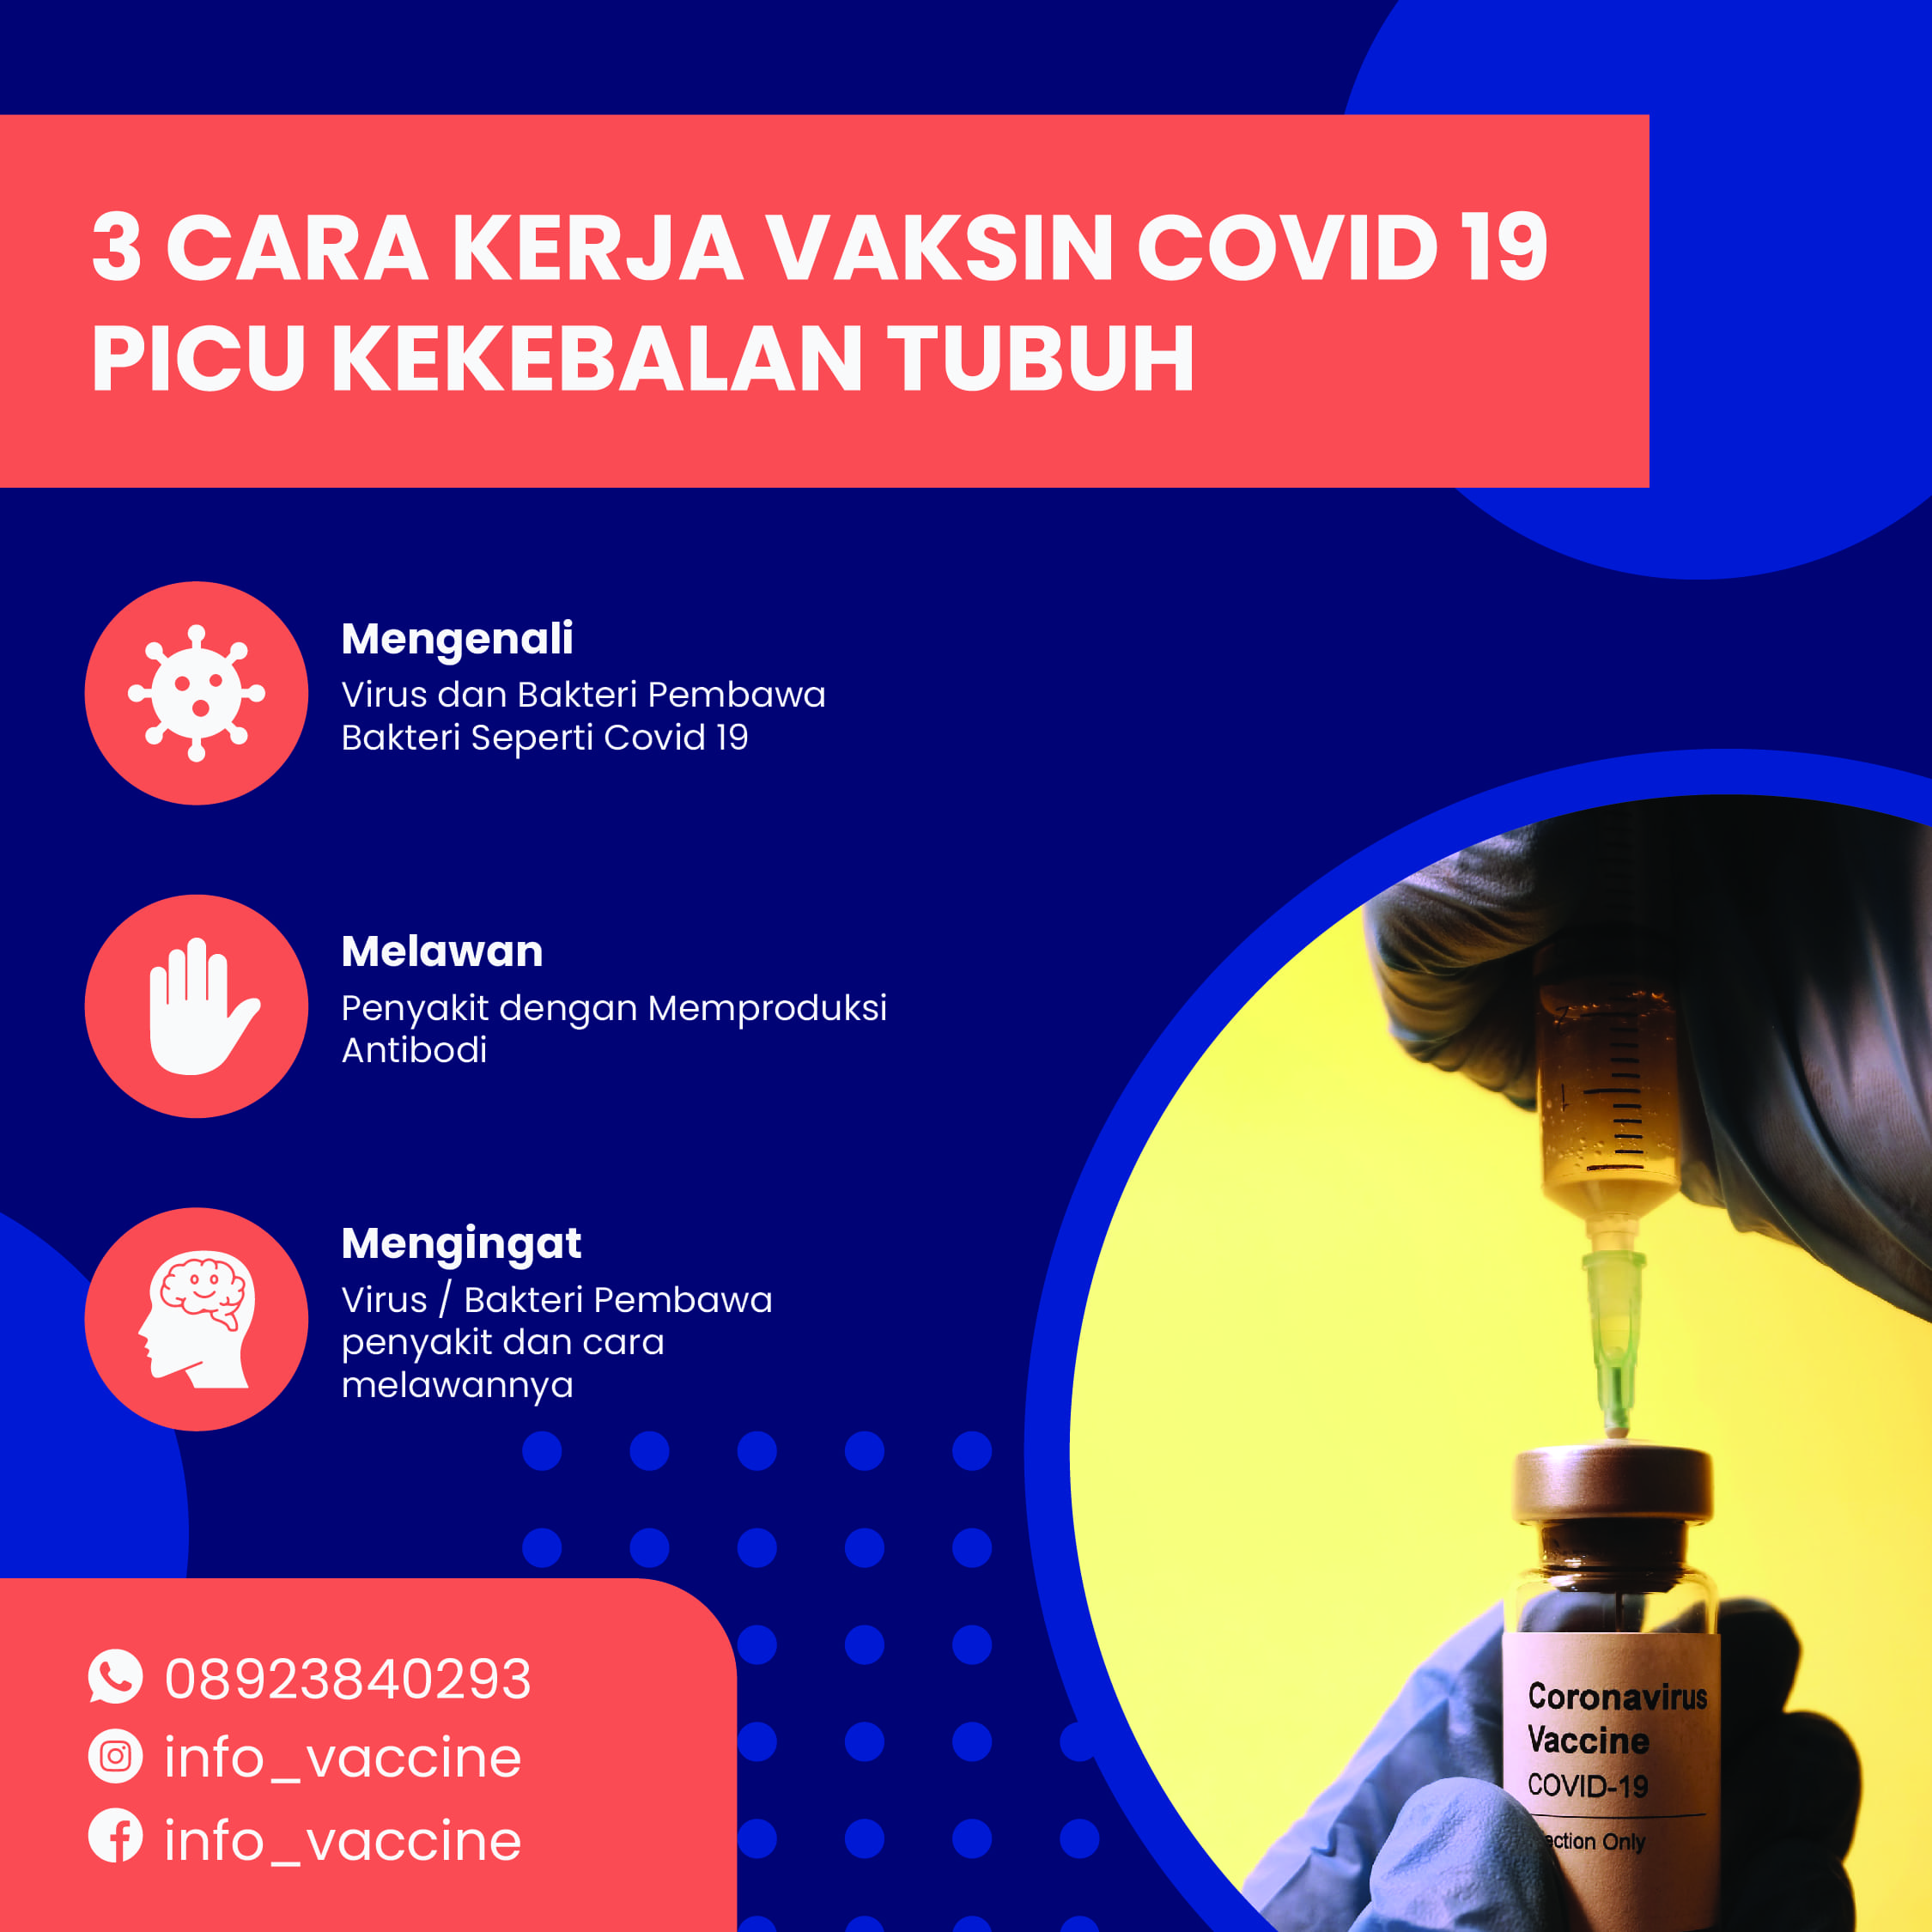 3 CARA KERJA VAKSIN COVID 19
PICU KEKEBALAN TUBUH
Mengenali
Virus dan Bakteri Pembawa
Bakteri Seperti Covid 19
Melawan
Penyakit dengan Memproduksi
Antibodi
Mengingat
Virus / Bakteri Pembawa
penyakit dan cara
melawannya
08923840293
info_vaccine
info_vaccine
Coronavirus
Vaccine
COVID-19
Only